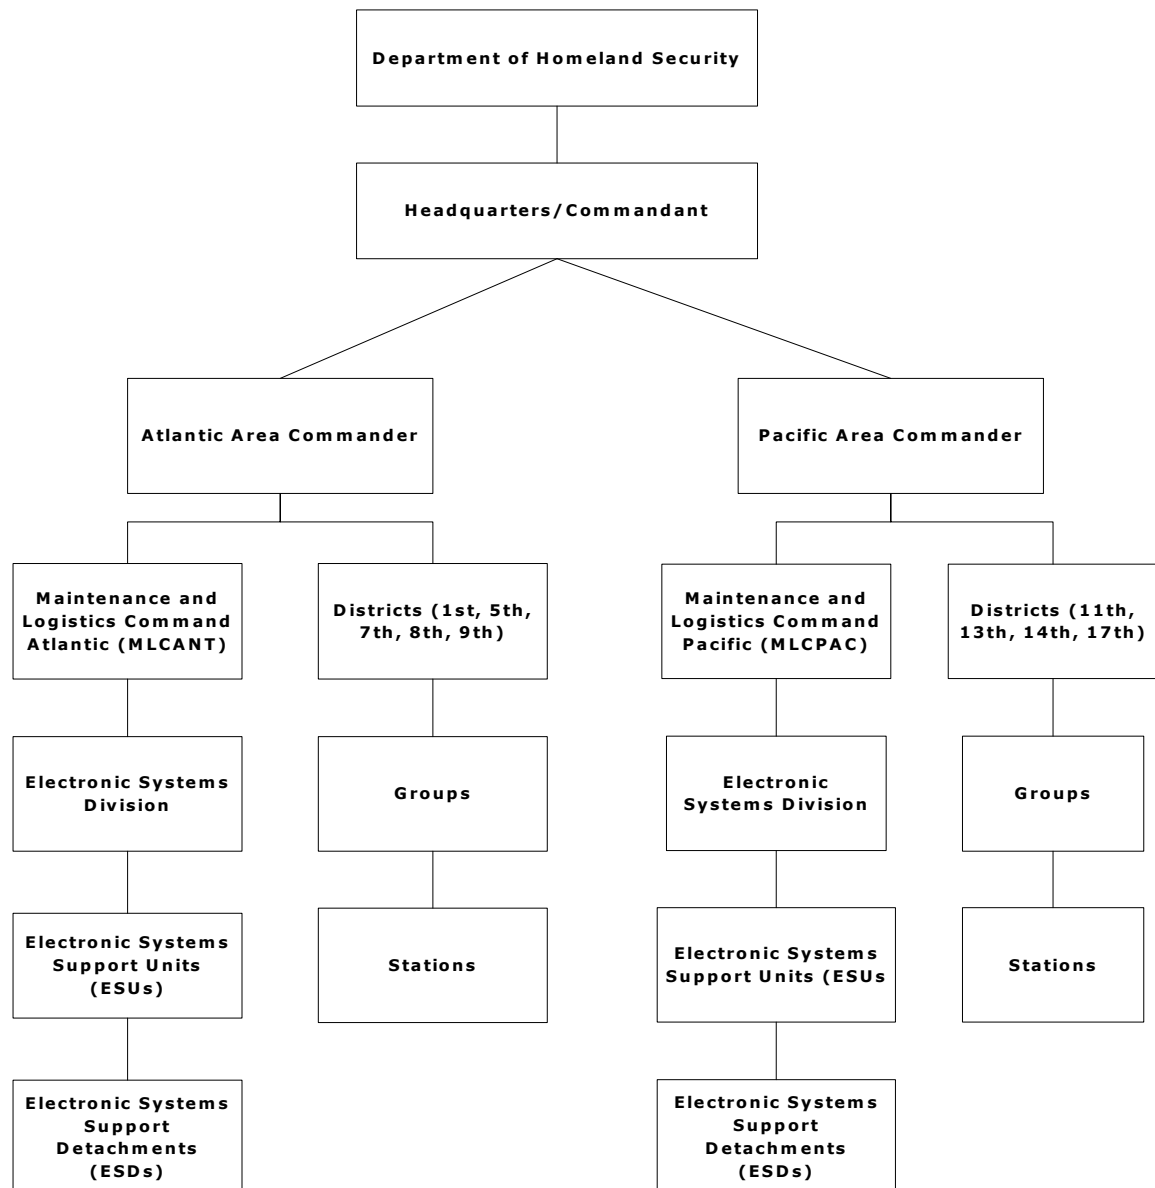 Department of Homeland Security
Headquarters/Commandant
Atlantic Area Commander
Pacific Area Commander
Maintenance and
Logistics Command
Atlantic (MLCANT)
Districts (1st, 5th,
7th, 8th, 9th)
Maintenance and
Logistics Command
Pacific (MLCPAC)
Districts (11th,
13th, 14th, 17th)
Electronic Systems
Division
Groups
Electronic
Systems Division
Groups
Electronic Systems
Support Units
(ESUs)
Stations
Electronic Systems
Support Units (ESUs
Stations
Electronic Systems
Support
Detachments
(ESDs)
Electronic Systems
Support
Detachments
(ESDs)